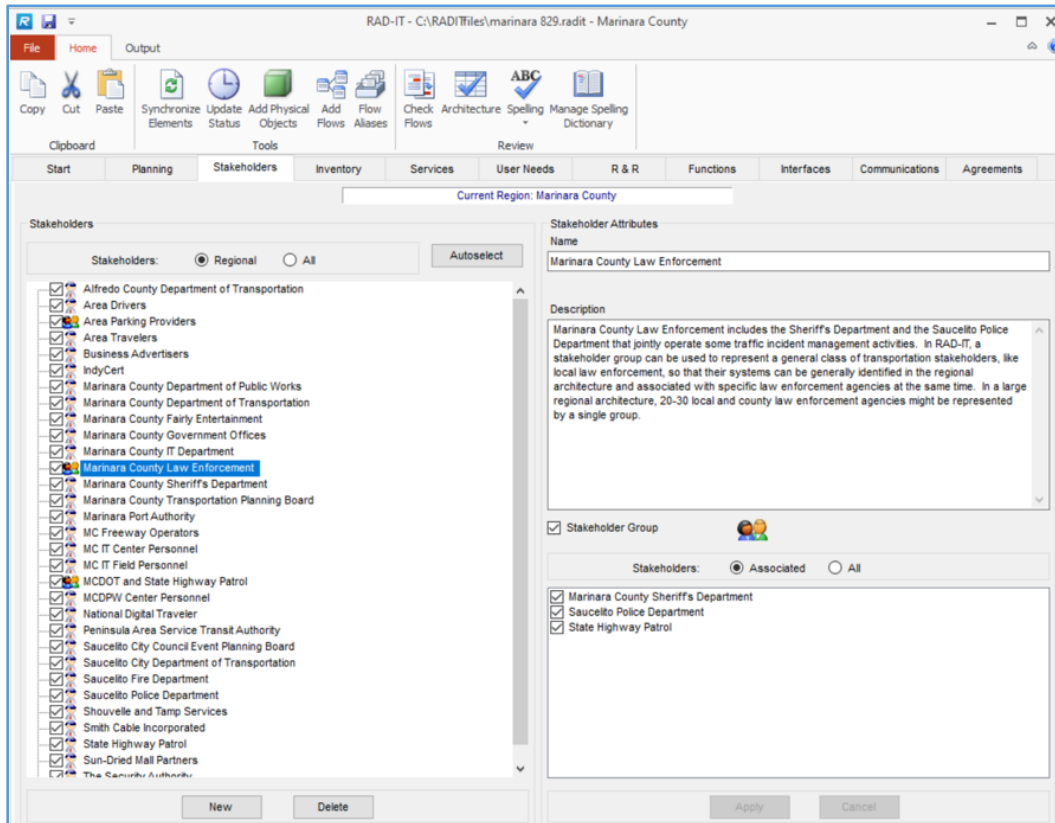 RAD-IT - C:\RADITfiles\marinara 829.radit - Marinara County
File Home Output
Copy Cut Paste Synchronize Elements Update Status Add Physical Objects Add Flows Flow Aliases Check Flows Architecture ABC Spelling Manage Spelling Dictionary
Clipboard Tools Review
Start Planning Stakeholders Inventory Services User Needs R & R Functions Interfaces Communications Agreements
Current Region: Marinara County
Stakeholders
Stakeholders: Regional All Autoselect
Alfredo County Department of Transportation
Area Drivers
Area Parking Providers
Area Travelers
Business Advertisers
IndyCert
Marinara County Department of Public Works
Marinara County Department of Transportation
Marinara County Fairly Entertainment
Marinara County Government Offices
Marinara County IT Department
Marinara County Law Enforcement
Marinara County Sheriff's Department
Marinara County Transportation Planning Board
Marinara Port Authority
MC Freeway Operators
MC IT Center Personnel
MC IT Field Personnel
MCDOT and State Highway Patrol
MCDPW Center Personnel
National Digital Traveler
Peninsula Area Service Transit Authority
Saucelito City Council Event Planning Board
Saucelito City Department of Transportation
Saucelito Fire Department
Saucelito Police Department
Shouvelle and Tamp Services
Smith Cable Incorporated
State Highway Patrol
Sun-Dried Mall Partners
The Security Authority
New Delete
Stakeholder Attributes
Name
Marinara County Law Enforcement
Description
Marinara County Law Enforcement includes the Sheriff's Department and the Saucelito Police
Department that jointly operate some traffic incident management activities. In RAD-IT, a
stakeholder group can be used to represent a general class of transportation stakeholders, like
local law enforcement, so that their systems can be generally identified in the regional
architecture and associated with specific law enforcement agencies at the same time. In a large
regional architecture, 20-30 local and county law enforcement agencies might be represented
by a single group.
Stakeholder Group
Stakeholders: Associated All
Marinara County Sheriff's Department
Saucelito Police Department
State Highway Patrol
Apply Cancel